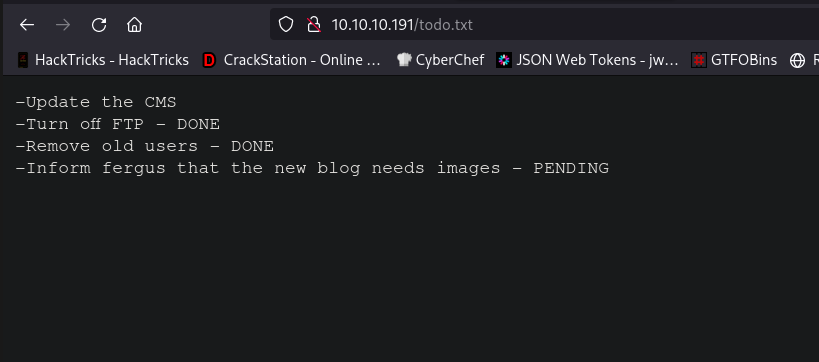 10.10.10.191/todo.txt
HackTricks - HackTricks CrackStation - Online ... CyberChef JSON Web Tokens - jw... GTFOBins
-Update the CMS
-Turn off FTP - DONE
-Remove old users - DONE
-Inform fergus that the new blog needs images - PENDING